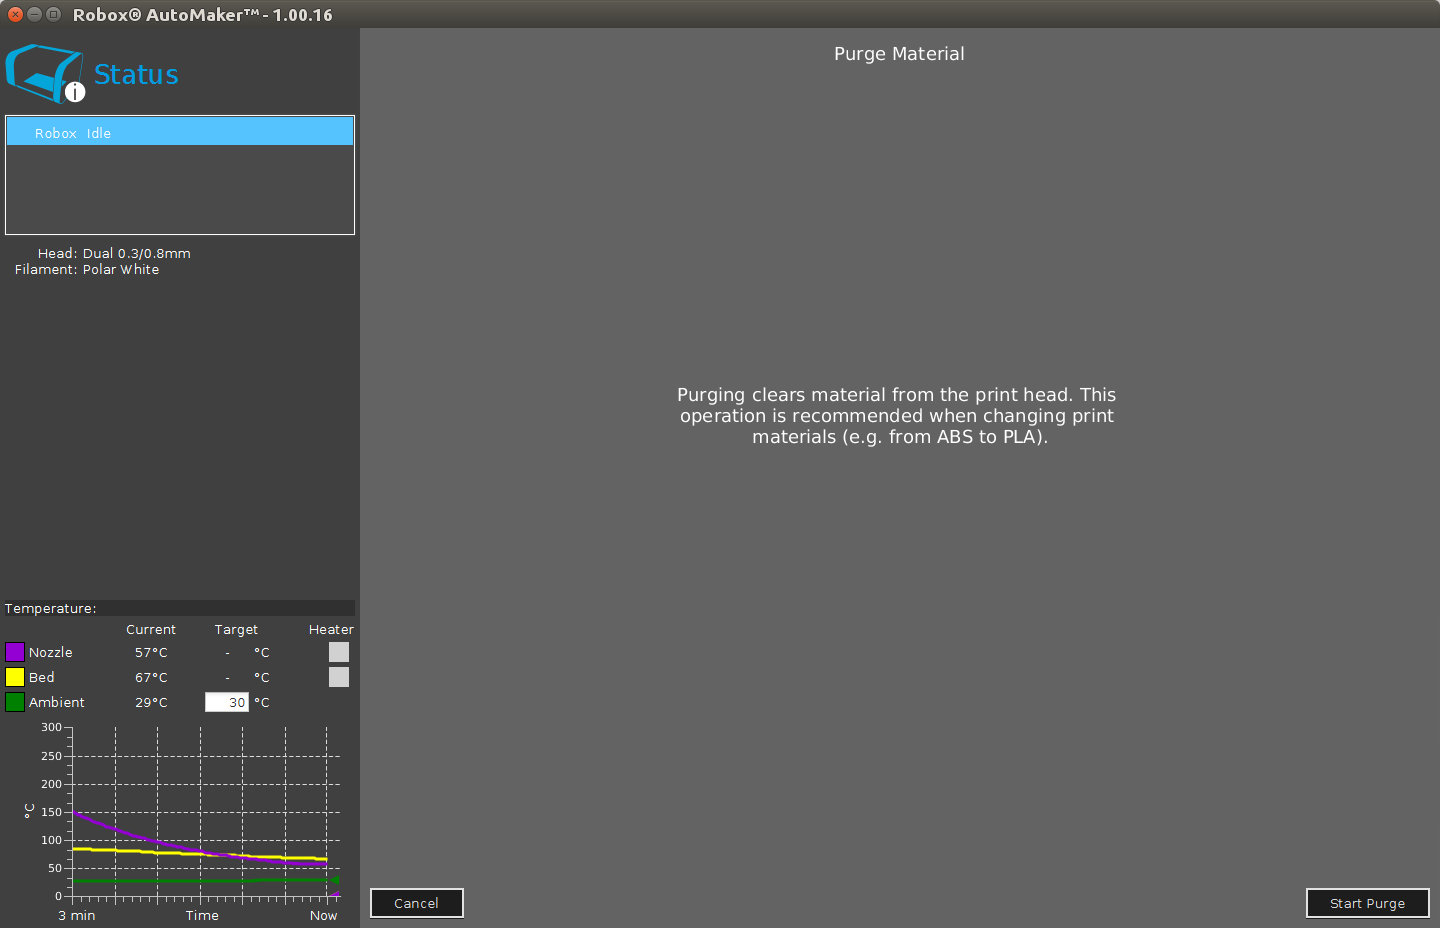 Robox® AutoMaker™ - 1.00.16
Status
i
Robox Idle
Head: Dual 0.3/0.8mm
Filament: Polar White
Temperature:
Current Target Heater
Nozzle 57°C - °C
Bed 67°C - °C
Ambient 29°C 30 °C
300
250
200
150
100
50
0
°C
3 min Time Now
Purge Material
Purging clears material from the print head. This
operation is recommended when changing print
materials (e.g. from ABS to PLA).
Cancel
Start Purge